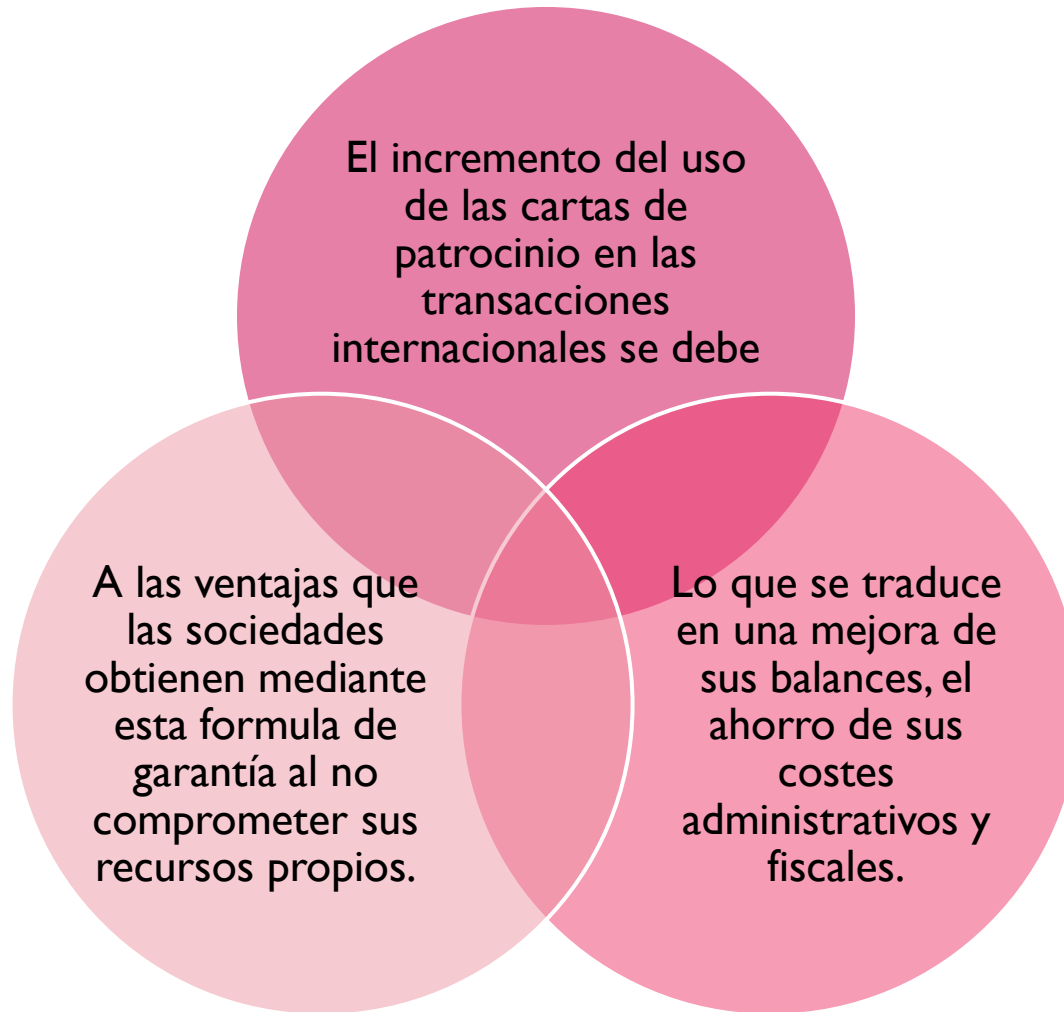 El incremento del uso
de las cartas de
patrocinio en las
transacciones
internacionales se debe
A las ventajas que
las sociedades
obtienen mediante
esta formula de
garantía al no
comprometer sus
recursos propios.
Lo que se traduce
en una mejora de
sus balances, el
ahorro de sus
costes
administrativos y
fiscales.